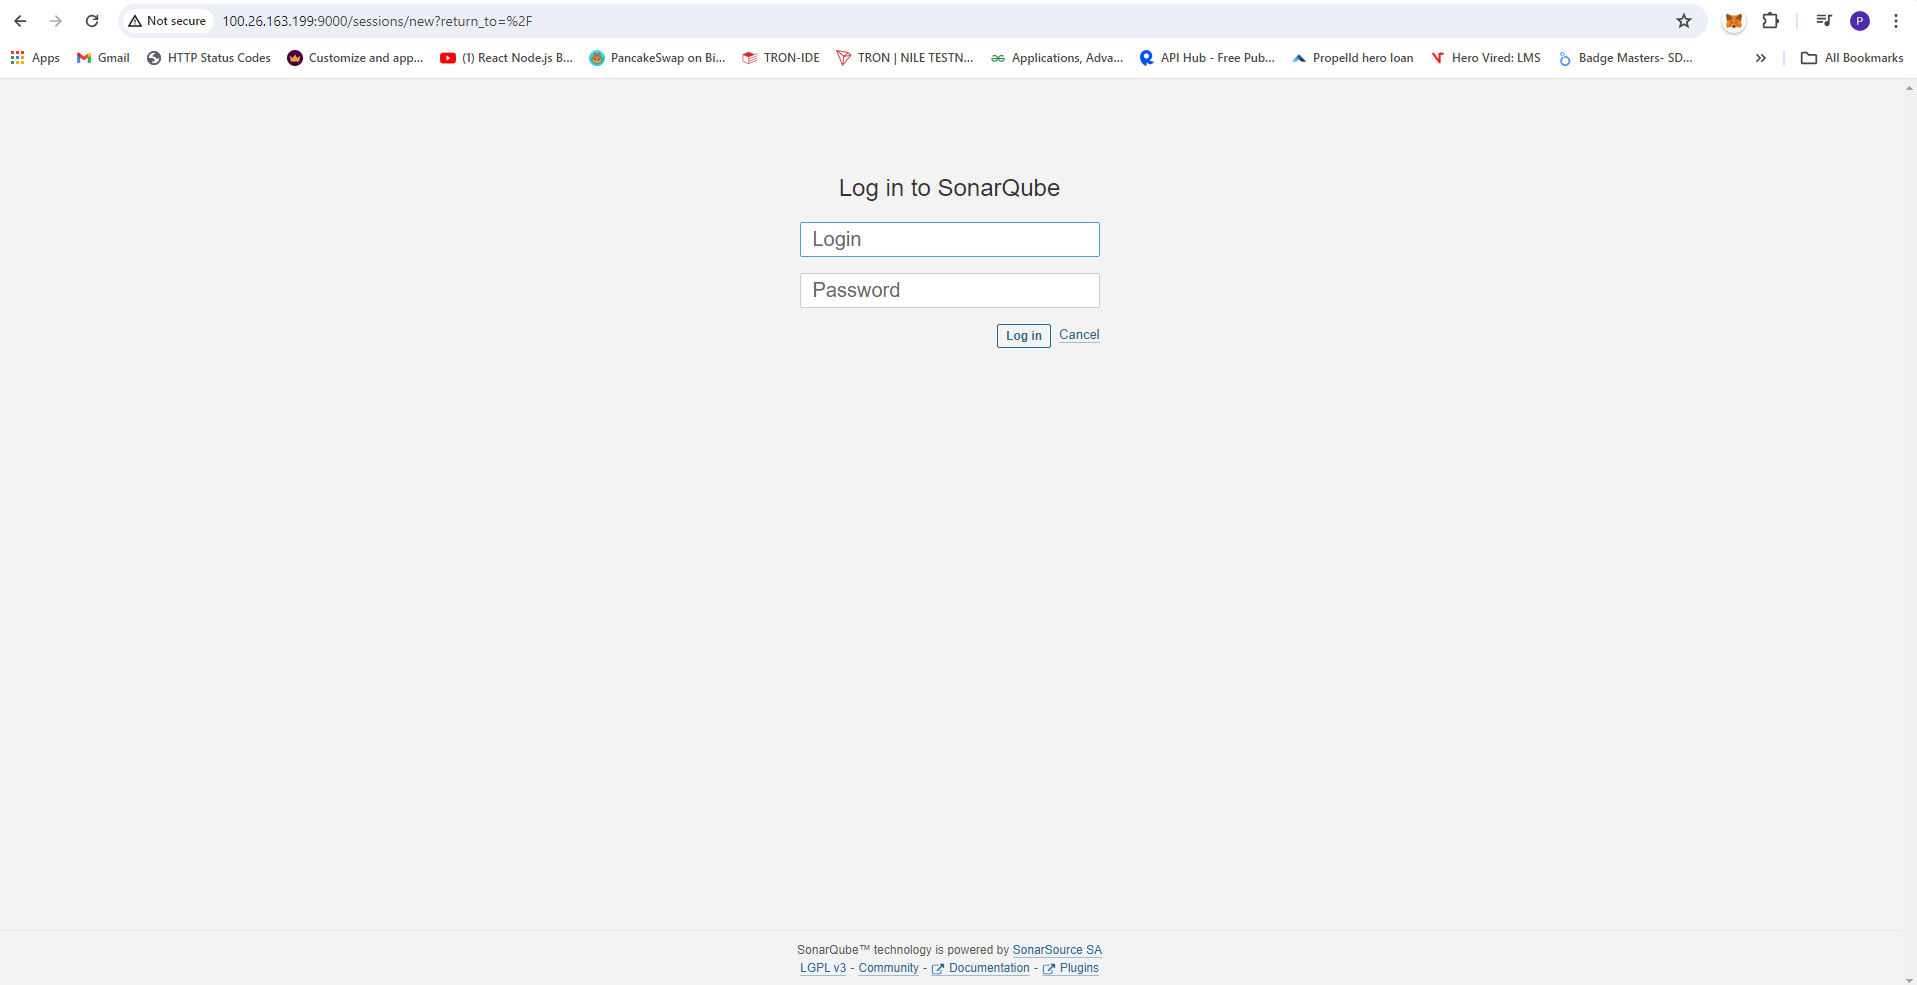 Not secure 100.26.163.199:9000/sessions/new?return_to=%2F P
Apps Gmail HTTP Status Codes Customize and app... (1) React Node.js B... PancakeSwap on Bi... TRON-IDE TRON | NILE TESTN... Applications, Adva... API Hub - Free Pub... Propelld hero loan Hero Vired: LMS Badge Masters- SD... » All Bookmarks
Log in to SonarQube
Login
Password
Log in Cancel
SonarQube™ technology is powered by SonarSource SA
LGPL v3 - Community - Documentation - Plugins